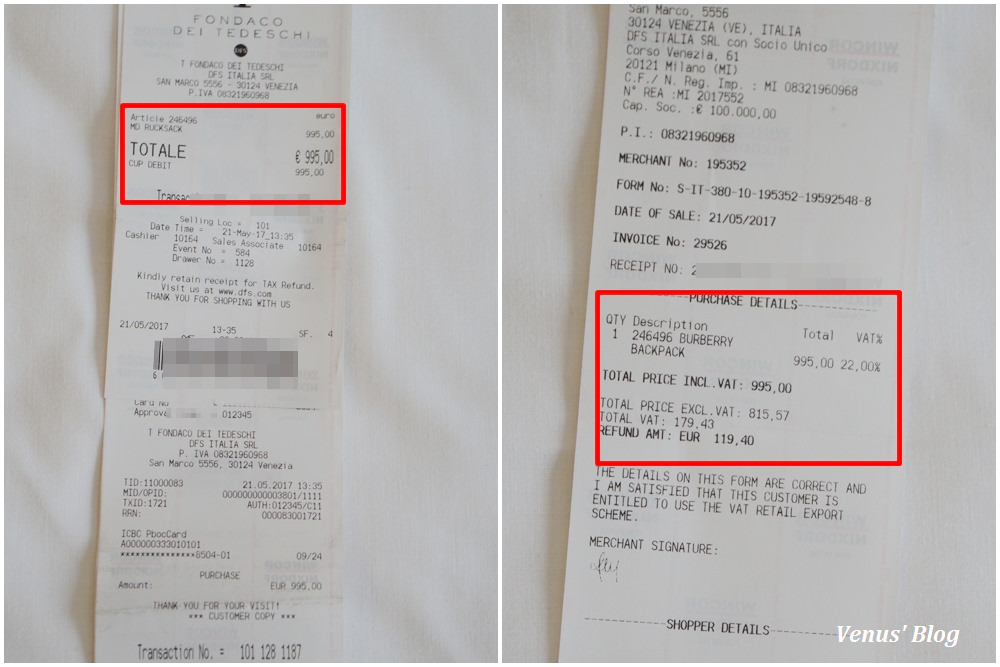 FONDACO
DEI TEDESCHI
DFS
T FONDACO DEI TEDESCHI
DFS ITALIA SRL
SAN MARCO 5556 - 30124 VENEZIA
P.IVA 08321960968
euro
Article 246496
MD RUCKSACK 995,00
TOTALE € 995,00
CUP DEBIT 995,00
Selling Loc = 101
Date Time = 21-May-17_13:35
Cashier 10164 Sales Associate 10164
Event No = 584
Drawer No = 1128
Kindly retain receipt for TAX Refund.
Visit us at www.dfs.com
THANK YOU FOR SHOPPING WITH US
21/05/2017 13-35 SF. 4
6
Card No
Approva 012345
T FONDACO DEI TEDESCHI
DFS ITALIA SRL
P. IVA 08321960968
San Marco 5556, 30124 Venezia
TID:11000083 21.05.2017 13:35
MID/OPID: 000000000003801/1111
TXID:1721 AUTH:012345/C11
RRN: 000083001721
ICBC PbocCard
A000000333010101
***************8504-01 09/24
PURCHASE
Amount: EUR 995,00
THANK YOU FOR YOUR VISIT!
*** CUSTOMER COPY ***
Transaction No. = 101 128 1187
San Marco, 5556
30124 VENEZIA (VE), ITALIA
DFS ITALIA SRL con Socio Unico
Corso Venezia, 61
20121 Milano (MI)
C.F./ N. Reg. Imp. : MI 08321960968
N° REA :MI 2017552
Cap. Soc. :€ 100.000,00
P.I.: 08321960968
MERCHANT No: 195352
FORM No: S-IT-380-10-195352-19592548-8
DATE OF SALE: 21/05/2017
INVOICE No: 29526
RECEIPT NO: 2
------------PURCHASE DETAILS------------
QTY Description Total VAT%
1 246496 BURBERRY
BACKPACK 995,00 22,00%
TOTAL PRICE INCL.VAT: 995,00
TOTAL PRICE EXCL.VAT: 815,57
TOTAL VAT: 179,43
REFUND AMT: EUR 119,40
THE DETAILS ON THIS FORM ARE CORRECT AND
I AM SATISFIED THAT THIS CUSTOMER IS
ENTITLED TO USE THE VAT RETAIL EXPORT
SCHEME.
MERCHANT SIGNATURE:
------------SHOPPER DETAILS------------
Venus' Blog